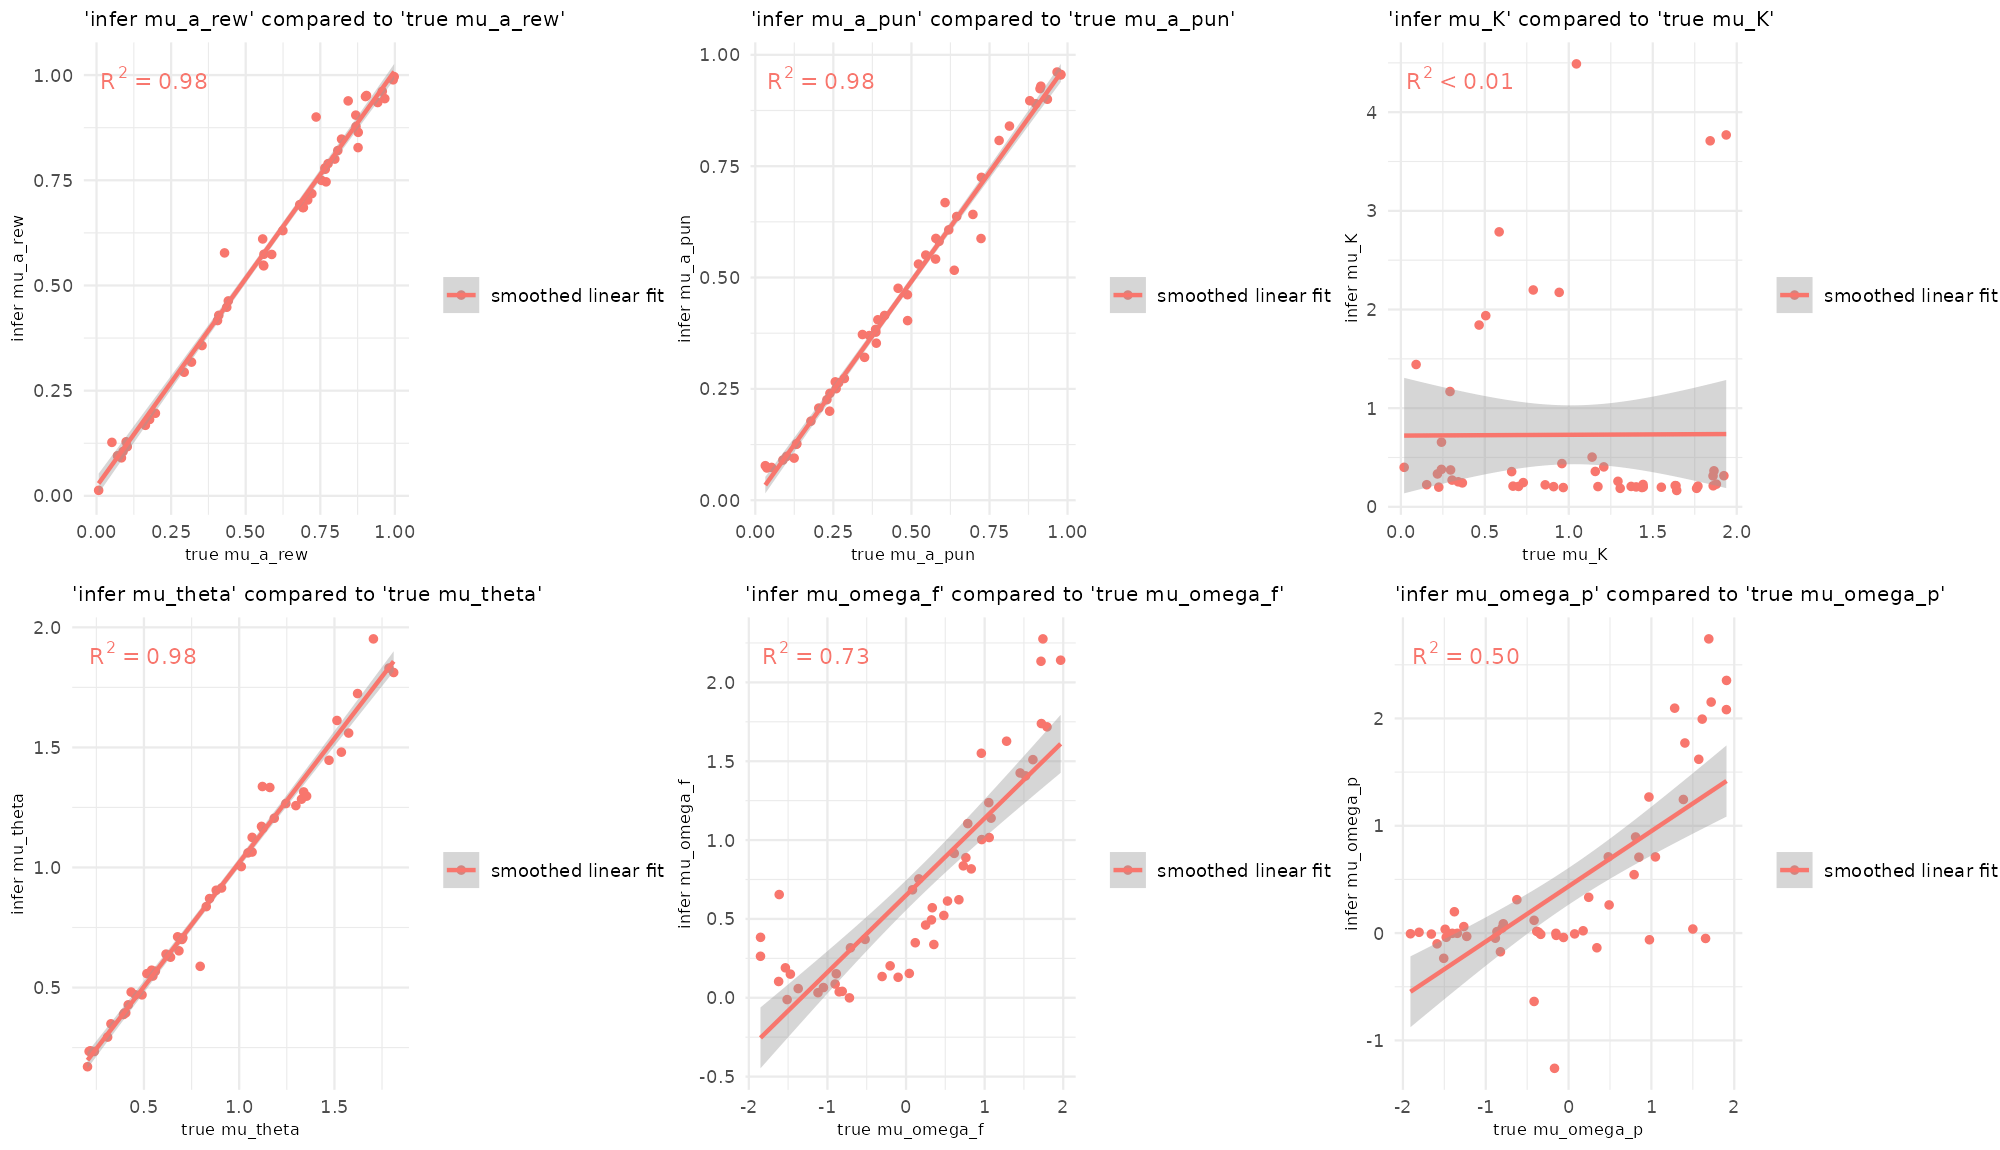 'infer mu_a_rew' compared to 'true mu_a_rew'
R² = 0.98
1.00
0.75
0.50
0.25
0.00
infer mu_a_rew
0.00 0.25 0.50 0.75 1.00
true mu_a_rew
smoothed linear fit
'infer mu_a_pun' compared to 'true mu_a_pun'
R² = 0.98
1.00
0.75
0.50
0.25
0.00
infer mu_a_pun
0.00 0.25 0.50 0.75 1.00
true mu_a_pun
smoothed linear fit
'infer mu_K' compared to 'true mu_K'
R² < 0.01
4
3
2
1
0
infer mu_K
0.0 0.5 1.0 1.5 2.0
true mu_K
smoothed linear fit
'infer mu_theta' compared to 'true mu_theta'
R² = 0.98
2.0
1.5
1.0
0.5
infer mu_theta
0.5 1.0 1.5
true mu_theta
smoothed linear fit
'infer mu_omega_f' compared to 'true mu_omega_f'
R² = 0.73
2.0
1.5
1.0
0.5
0.0
-0.5
infer mu_omega_f
-2 -1 0 1 2
true mu_omega_f
smoothed linear fit
'infer mu_omega_p' compared to 'true mu_omega_p'
R² = 0.50
2
1
0
-1
infer mu_omega_p
-2 -1 0 1 2
true mu_omega_p
smoothed linear fit